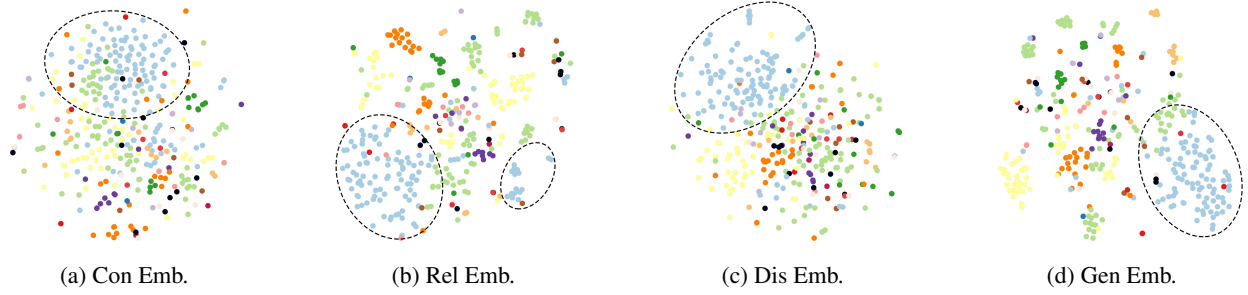 (a) Con Emb.
(b) Rel Emb.
(c) Dis Emb.
(d) Gen Emb.